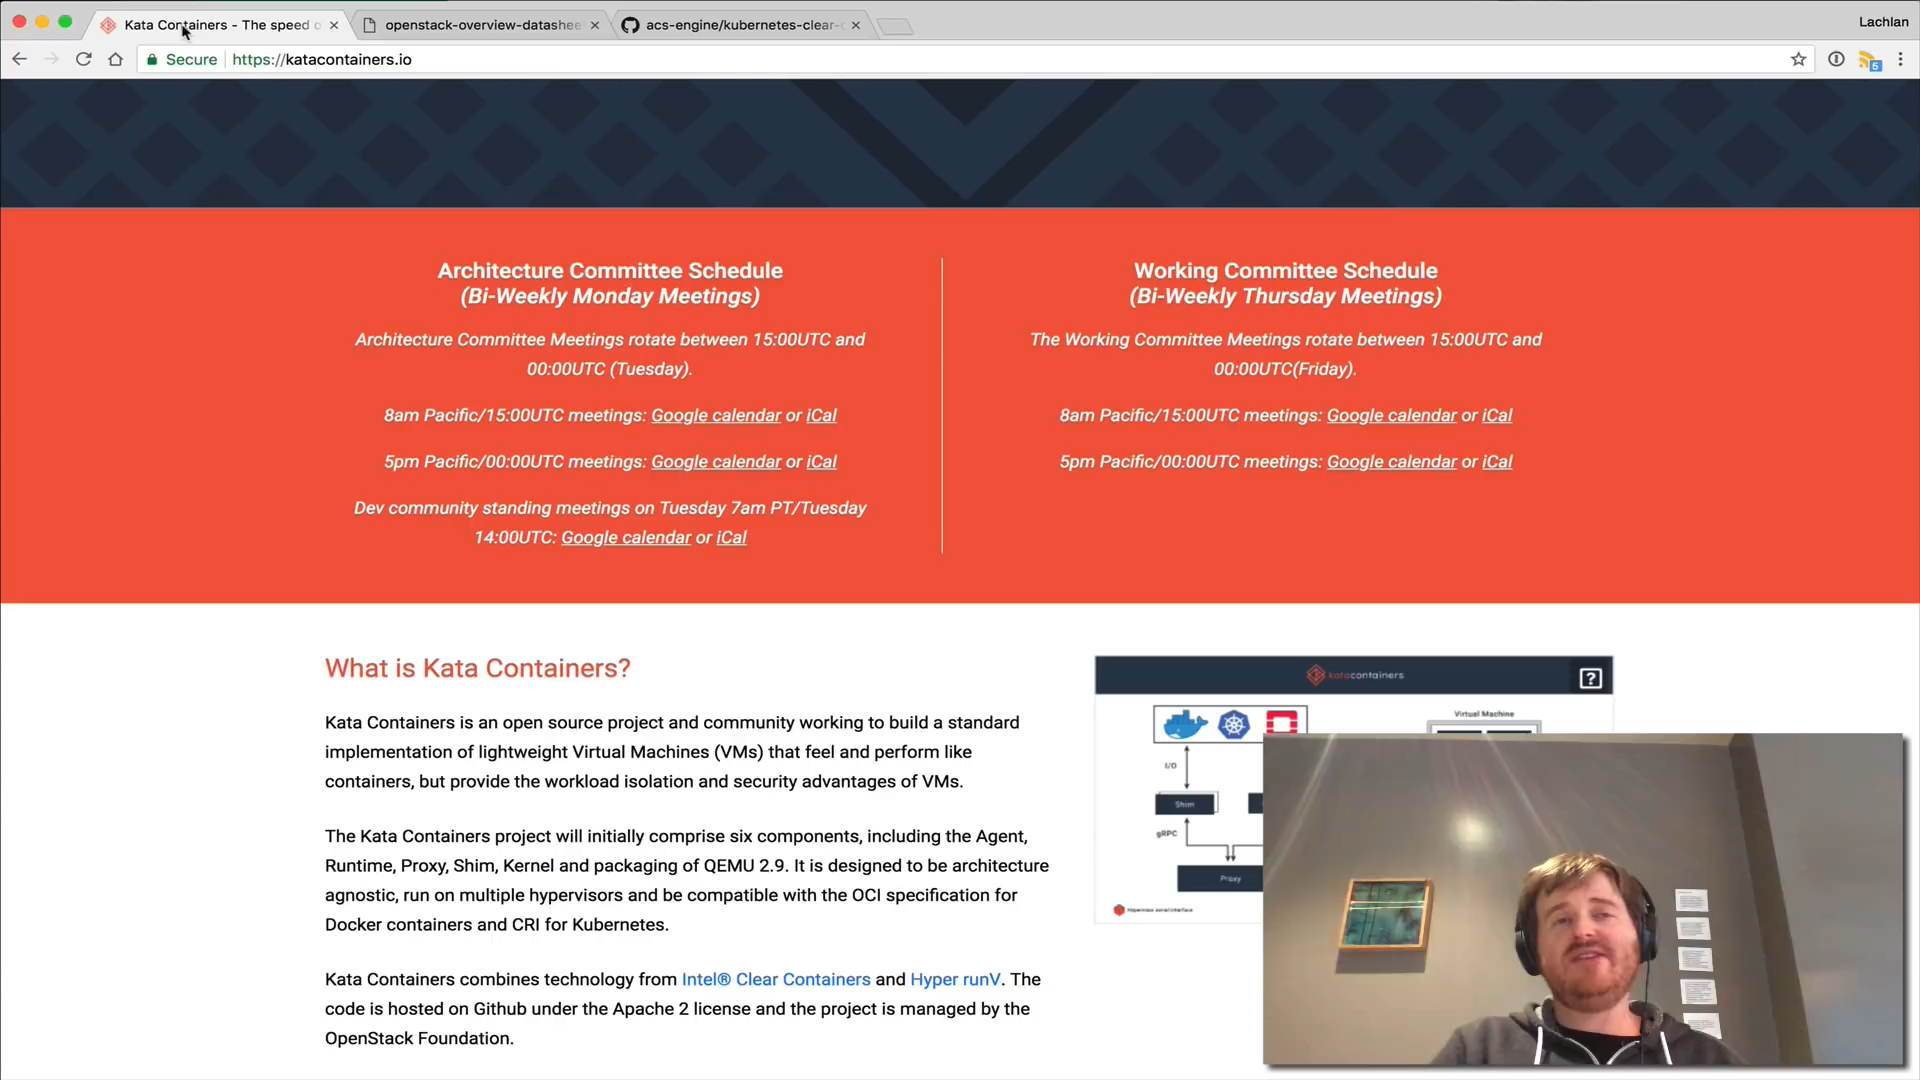 Kata Containers - The speed o
openstack-overview-datashee
acs-engine/kubernetes-clear-c
Lachlan
Secure
https://katacontainers.io
5
Architecture Committee Schedule
(Bi-Weekly Monday Meetings)
Architecture Committee Meetings rotate between 15:00UTC and
00:00UTC (Tuesday).
8am Pacific/15:00UTC meetings: Google calendar or iCal
5pm Pacific/00:00UTC meetings: Google calendar or iCal
Dev community standing meetings on Tuesday 7am PT/Tuesday
14:00UTC: Google calendar or iCal
Working Committee Schedule
(Bi-Weekly Thursday Meetings)
The Working Committee Meetings rotate between 15:00UTC and
00:00UTC(Friday).
8am Pacific/15:00UTC meetings: Google calendar or iCal
5pm Pacific/00:00UTC meetings: Google calendar or iCal
What is Kata Containers?
Kata Containers is an open source project and community working to build a standard
implementation of lightweight Virtual Machines (VMs) that feel and perform like
containers, but provide the workload isolation and security advantages of VMs.
The Kata Containers project will initially comprise six components, including the Agent,
Runtime, Proxy, Shim, Kernel and packaging of QEMU 2.9. It is designed to be architecture
agnostic, run on multiple hypervisors and be compatible with the OCI specification for
Docker containers and CRI for Kubernetes.
Kata Containers combines technology from Intel® Clear Containers and Hyper runV. The
code is hosted on Github under the Apache 2 license and the project is managed by the
OpenStack Foundation.
katacontainers
?
Virtual Machine
I/O
Shim
gRPC
Proxy